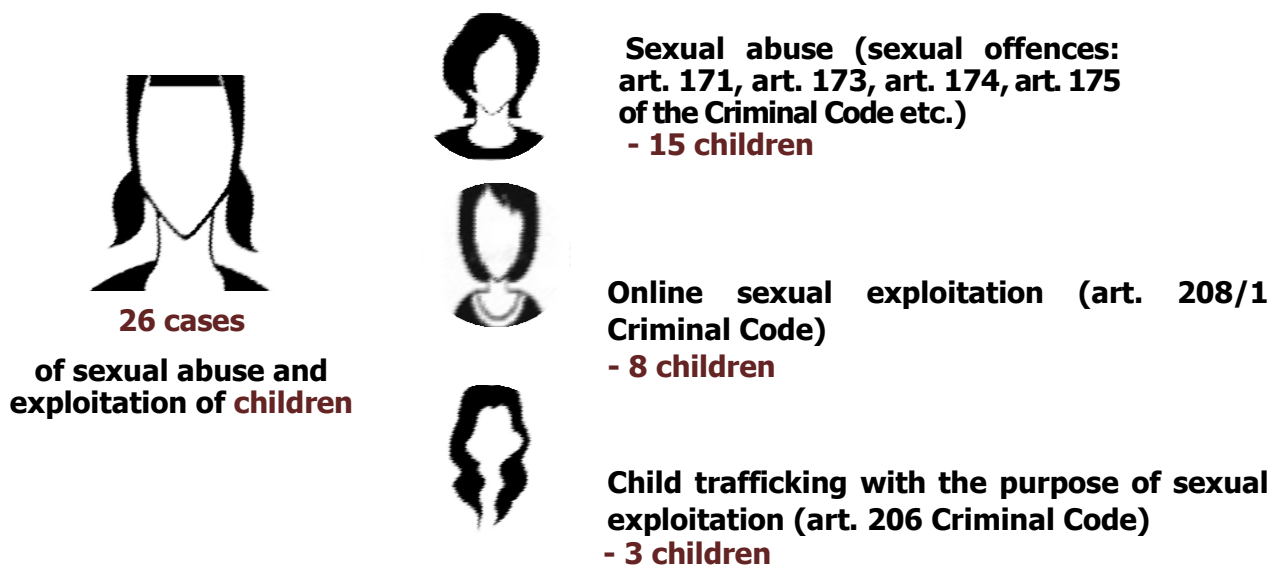 26 cases
of sexual abuse and
exploitation of children
Sexual abuse (sexual offences:
art. 171, art. 173, art. 174, art. 175
of the Criminal Code etc.)
- 15 children
Online sexual exploitation (art. 208/1
Criminal Code)
- 8 children
Child trafficking with the purpose of sexual
exploitation (art. 206 Criminal Code)
- 3 children